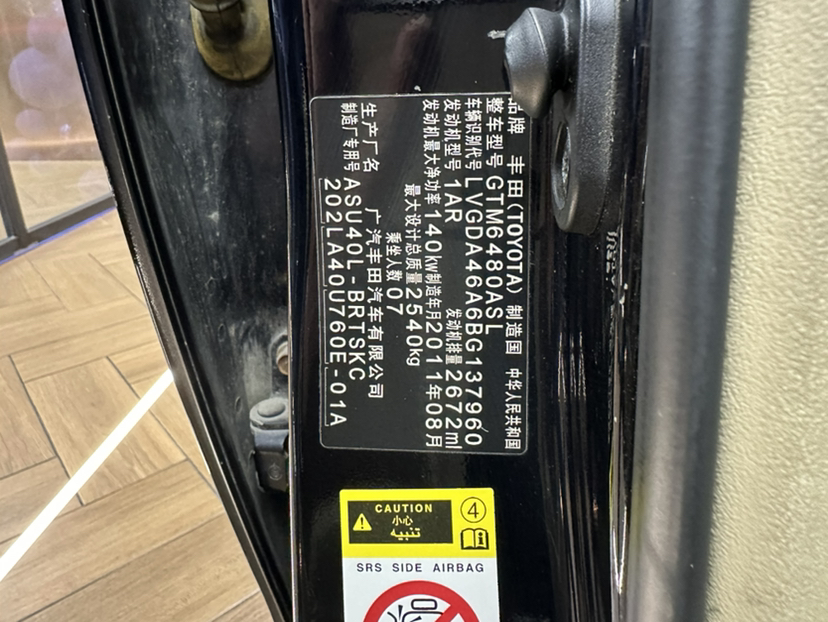 品牌 丰田(TOYOTA) 制造国 中华人民共和国
整车型号 GTM6480ASL
车辆识别代号 LVGDA46A6BG137960
发动机型号 1AR 发动机排量 2672ml
发动机最大净功率 140kw 制造年月 2011年08月
最大设计总质量 2540kg
乘坐人数 07
生产厂名 广汽丰田汽车有限公司
制造厂专用号 ASU40L-BRTSKC
202LA40U760E-01A
CAUTION
小心
تنبيه
4
SRS SIDE AIRBAG